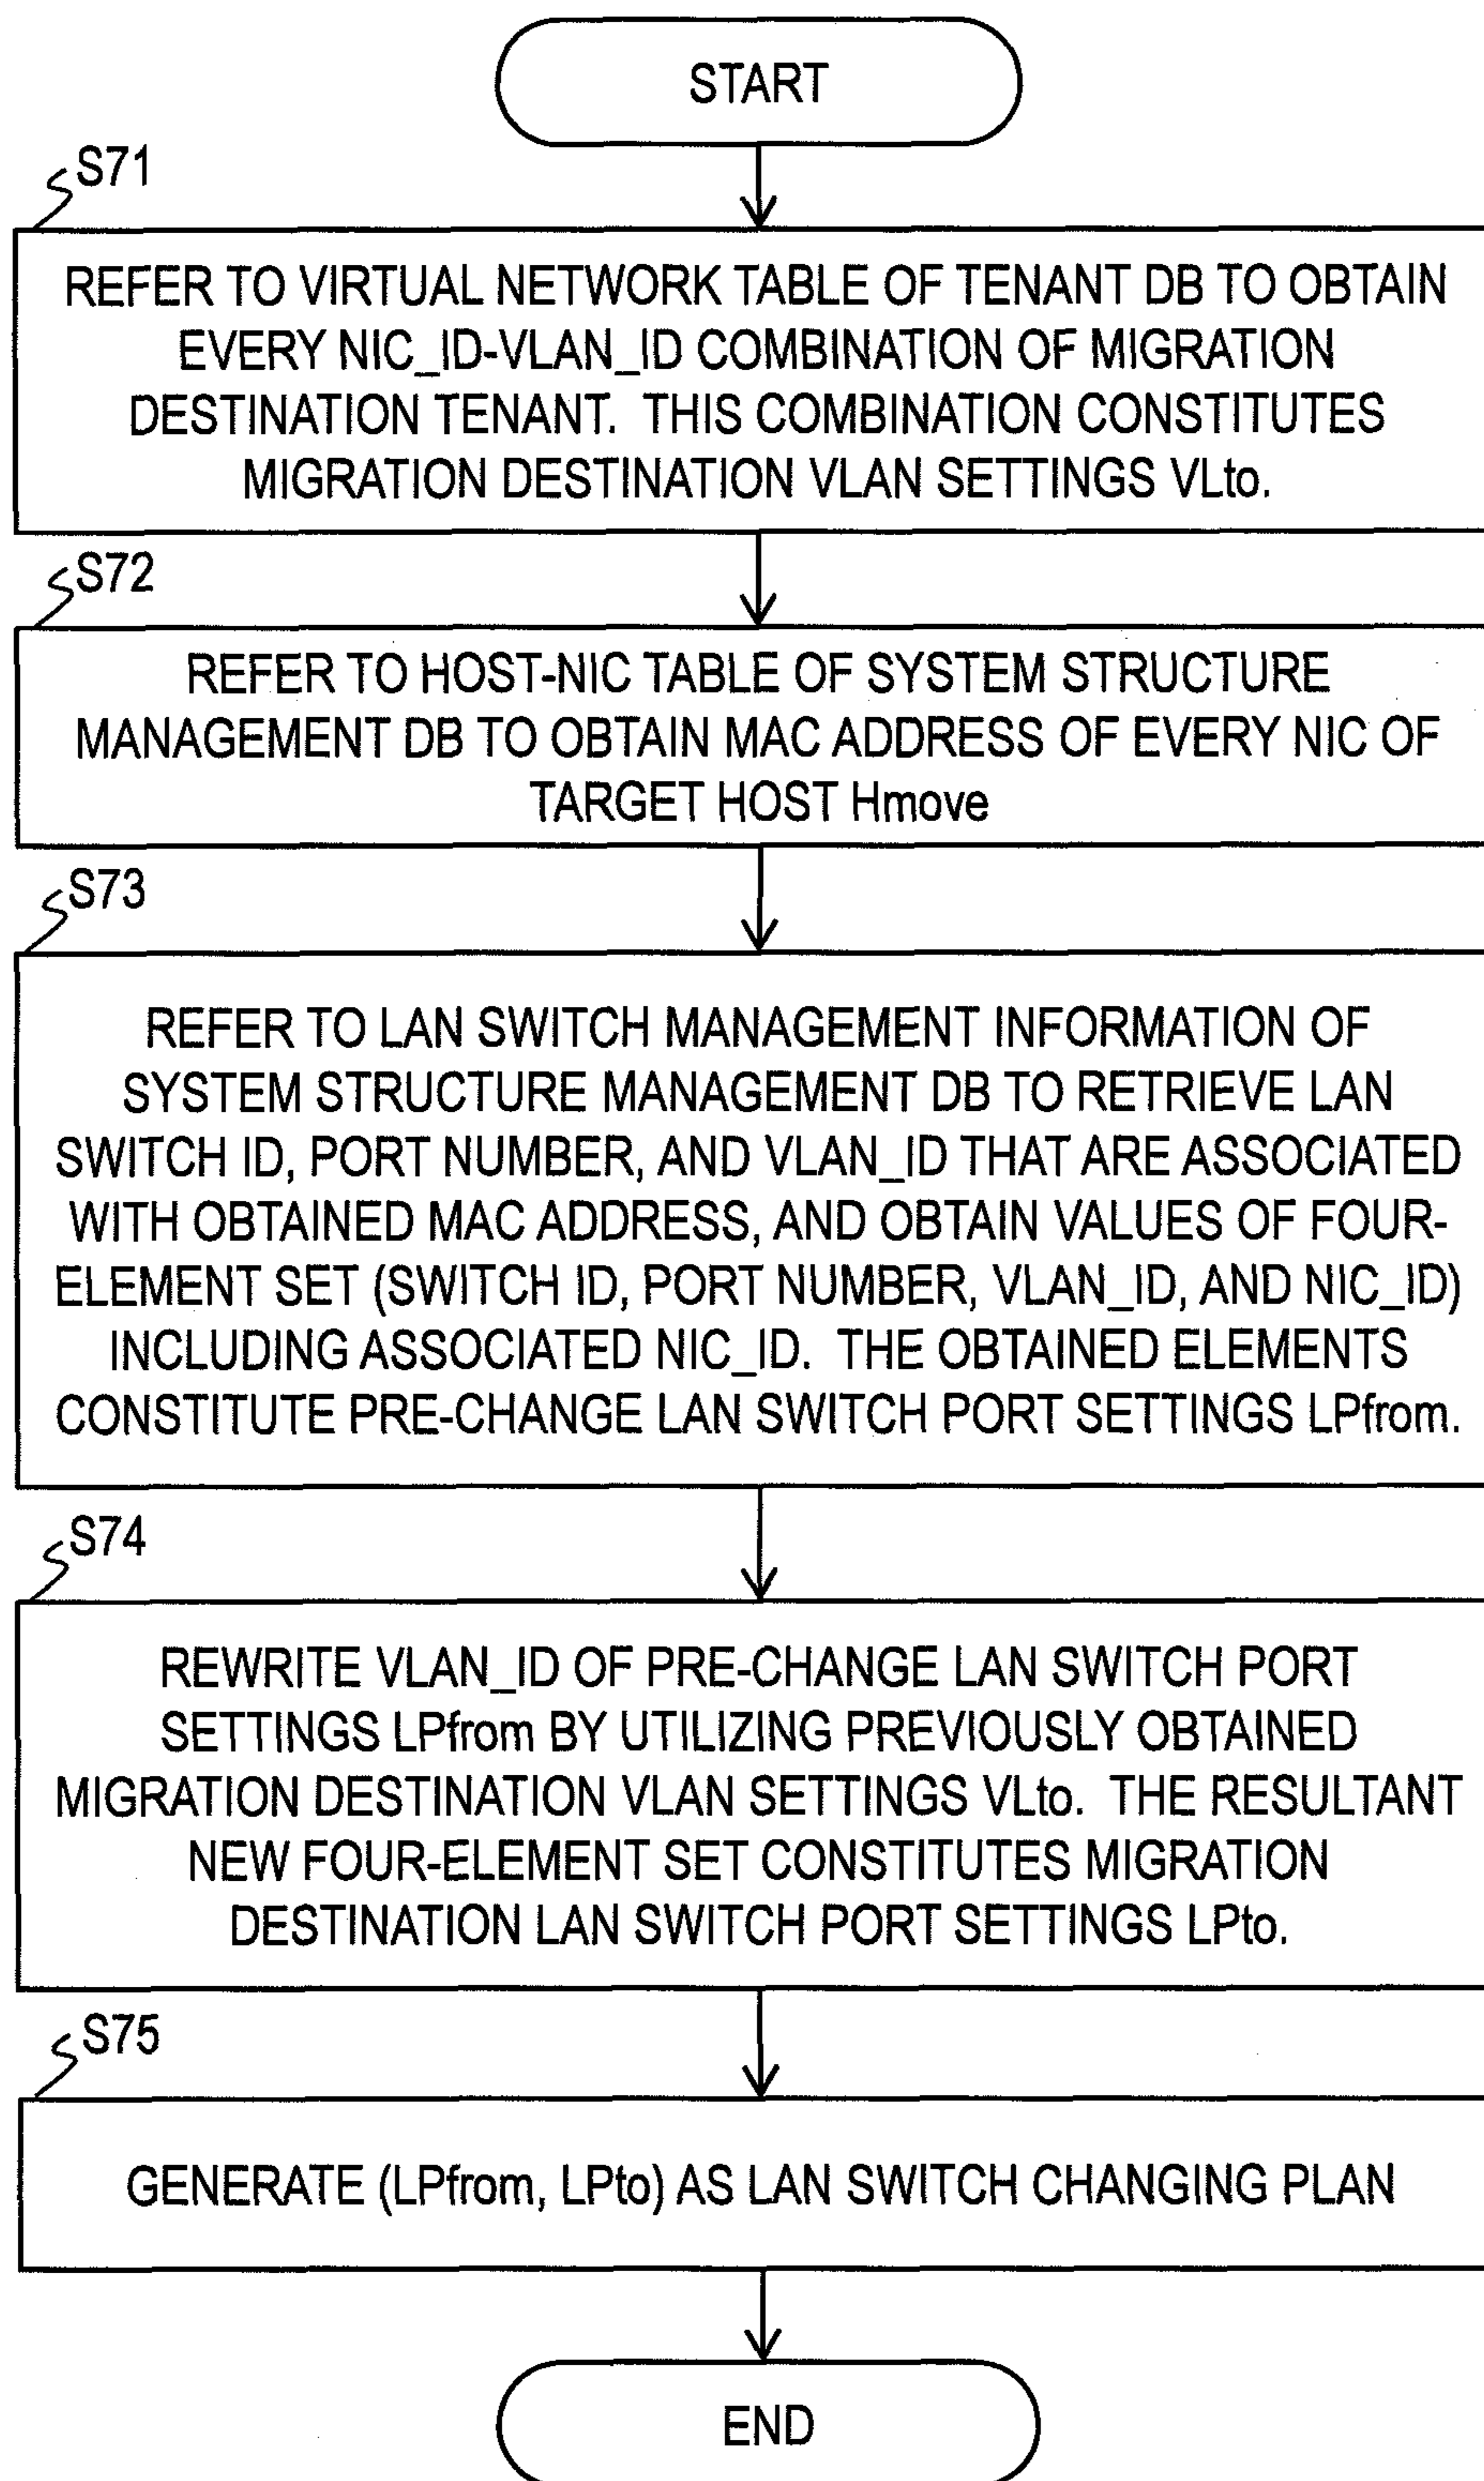 START
S71
REFER TO VIRTUAL NETWORK TABLE OF TENANT DB TO OBTAIN
EVERY NIC_ID-VLAN_ID COMBINATION OF MIGRATION
DESTINATION TENANT. THIS COMBINATION CONSTITUTES
MIGRATION DESTINATION VLAN SETTINGS VLto.
S72
REFER TO HOST-NIC TABLE OF SYSTEM STRUCTURE
MANAGEMENT DB TO OBTAIN MAC ADDRESS OF EVERY NIC OF
TARGET HOST Hmove
S73
REFER TO LAN SWITCH MANAGEMENT INFORMATION OF
SYSTEM STRUCTURE MANAGEMENT DB TO RETRIEVE LAN
SWITCH ID, PORT NUMBER, AND VLAN_ID THAT ARE ASSOCIATED
WITH OBTAINED MAC ADDRESS, AND OBTAIN VALUES OF FOUR-
ELEMENT SET (SWITCH ID, PORT NUMBER, VLAN_ID, AND NIC_ID)
INCLUDING ASSOCIATED NIC_ID. THE OBTAINED ELEMENTS
CONSTITUTE PRE-CHANGE LAN SWITCH PORT SETTINGS LPfrom.
S74
REWRITE VLAN_ID OF PRE-CHANGE LAN SWITCH PORT
SETTINGS LPfrom BY UTILIZING PREVIOUSLY OBTAINED
MIGRATION DESTINATION VLAN SETTINGS VLto. THE RESULTANT
NEW FOUR-ELEMENT SET CONSTITUTES MIGRATION
DESTINATION LAN SWITCH PORT SETTINGS LPto.
S75
GENERATE (LPfrom, LPto) AS LAN SWITCH CHANGING PLAN
END